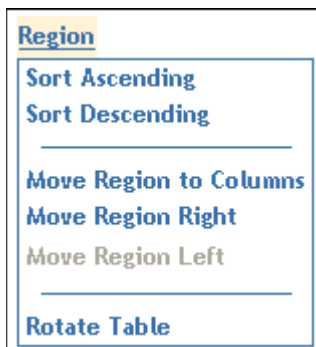 Region
Sort Ascending
Sort Descending
Move Region to Columns
Move Region Right
Move Region Left
Rotate Table